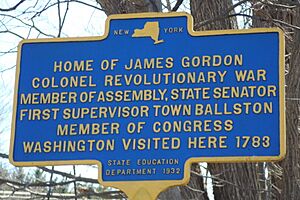 NEW YORK
HOME OF JAMES GORDON
COLONEL REVOLUTIONARY WAR
MEMBER OF ASSEMBLY, STATE SENATOR
FIRST SUPERVISOR TOWN BALLSTON
MEMBER OF CONGRESS
WASHINGTON VISITED HERE 1783
STATE EDUCATION
DEPARTMENT 1932